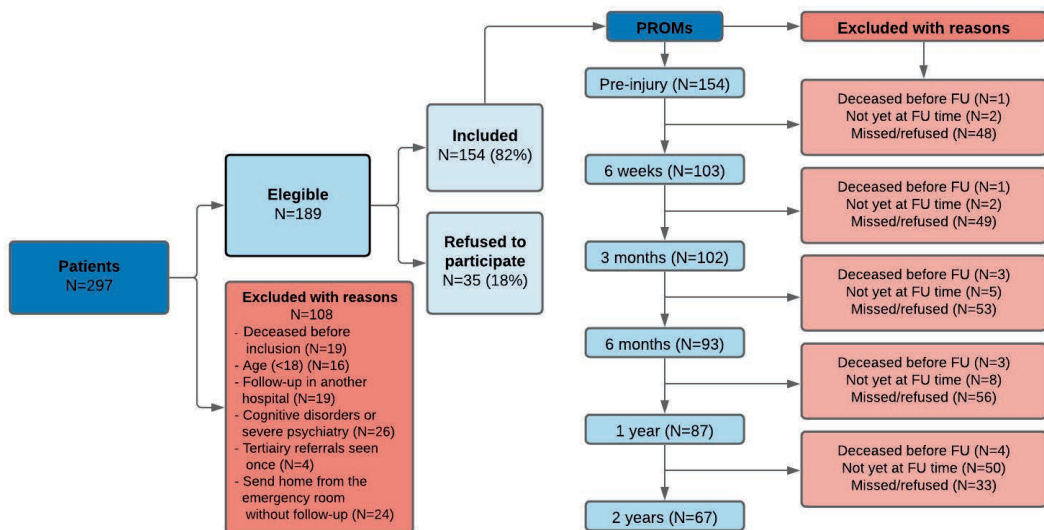 Patients
N=297
Elegible
N=189
Excluded with reasons
N=108
- Deceased before
inclusion (N=19)
- Age (<18) (N=16)
- Follow-up in another
hospital (N=19)
- Cognitive disorders or
severe psychiatry (N=26)
- Tertiairy referrals seen
once (N=4)
- Send home from the
emergency room
without follow-up (N=24)
Included
N=154 (82%)
Refused to
participate
N=35 (18%)
PROMs
Pre-injury (N=154)
6 weeks (N=103)
3 months (N=102)
6 months (N=93)
1 year (N=87)
2 years (N=67)
Excluded with reasons
Deceased before FU (N=1)
Not yet at FU time (N=2)
Missed/refused (N=48)
Deceased before FU (N=1)
Not yet at FU time (N=2)
Missed/refused (N=49)
Deceased before FU (N=3)
Not yet at FU time (N=5)
Missed/refused (N=53)
Deceased before FU (N=3)
Not yet at FU time (N=8)
Missed/refused (N=56)
Deceased before FU (N=4)
Not yet at FU time (N=50)
Missed/refused (N=33)